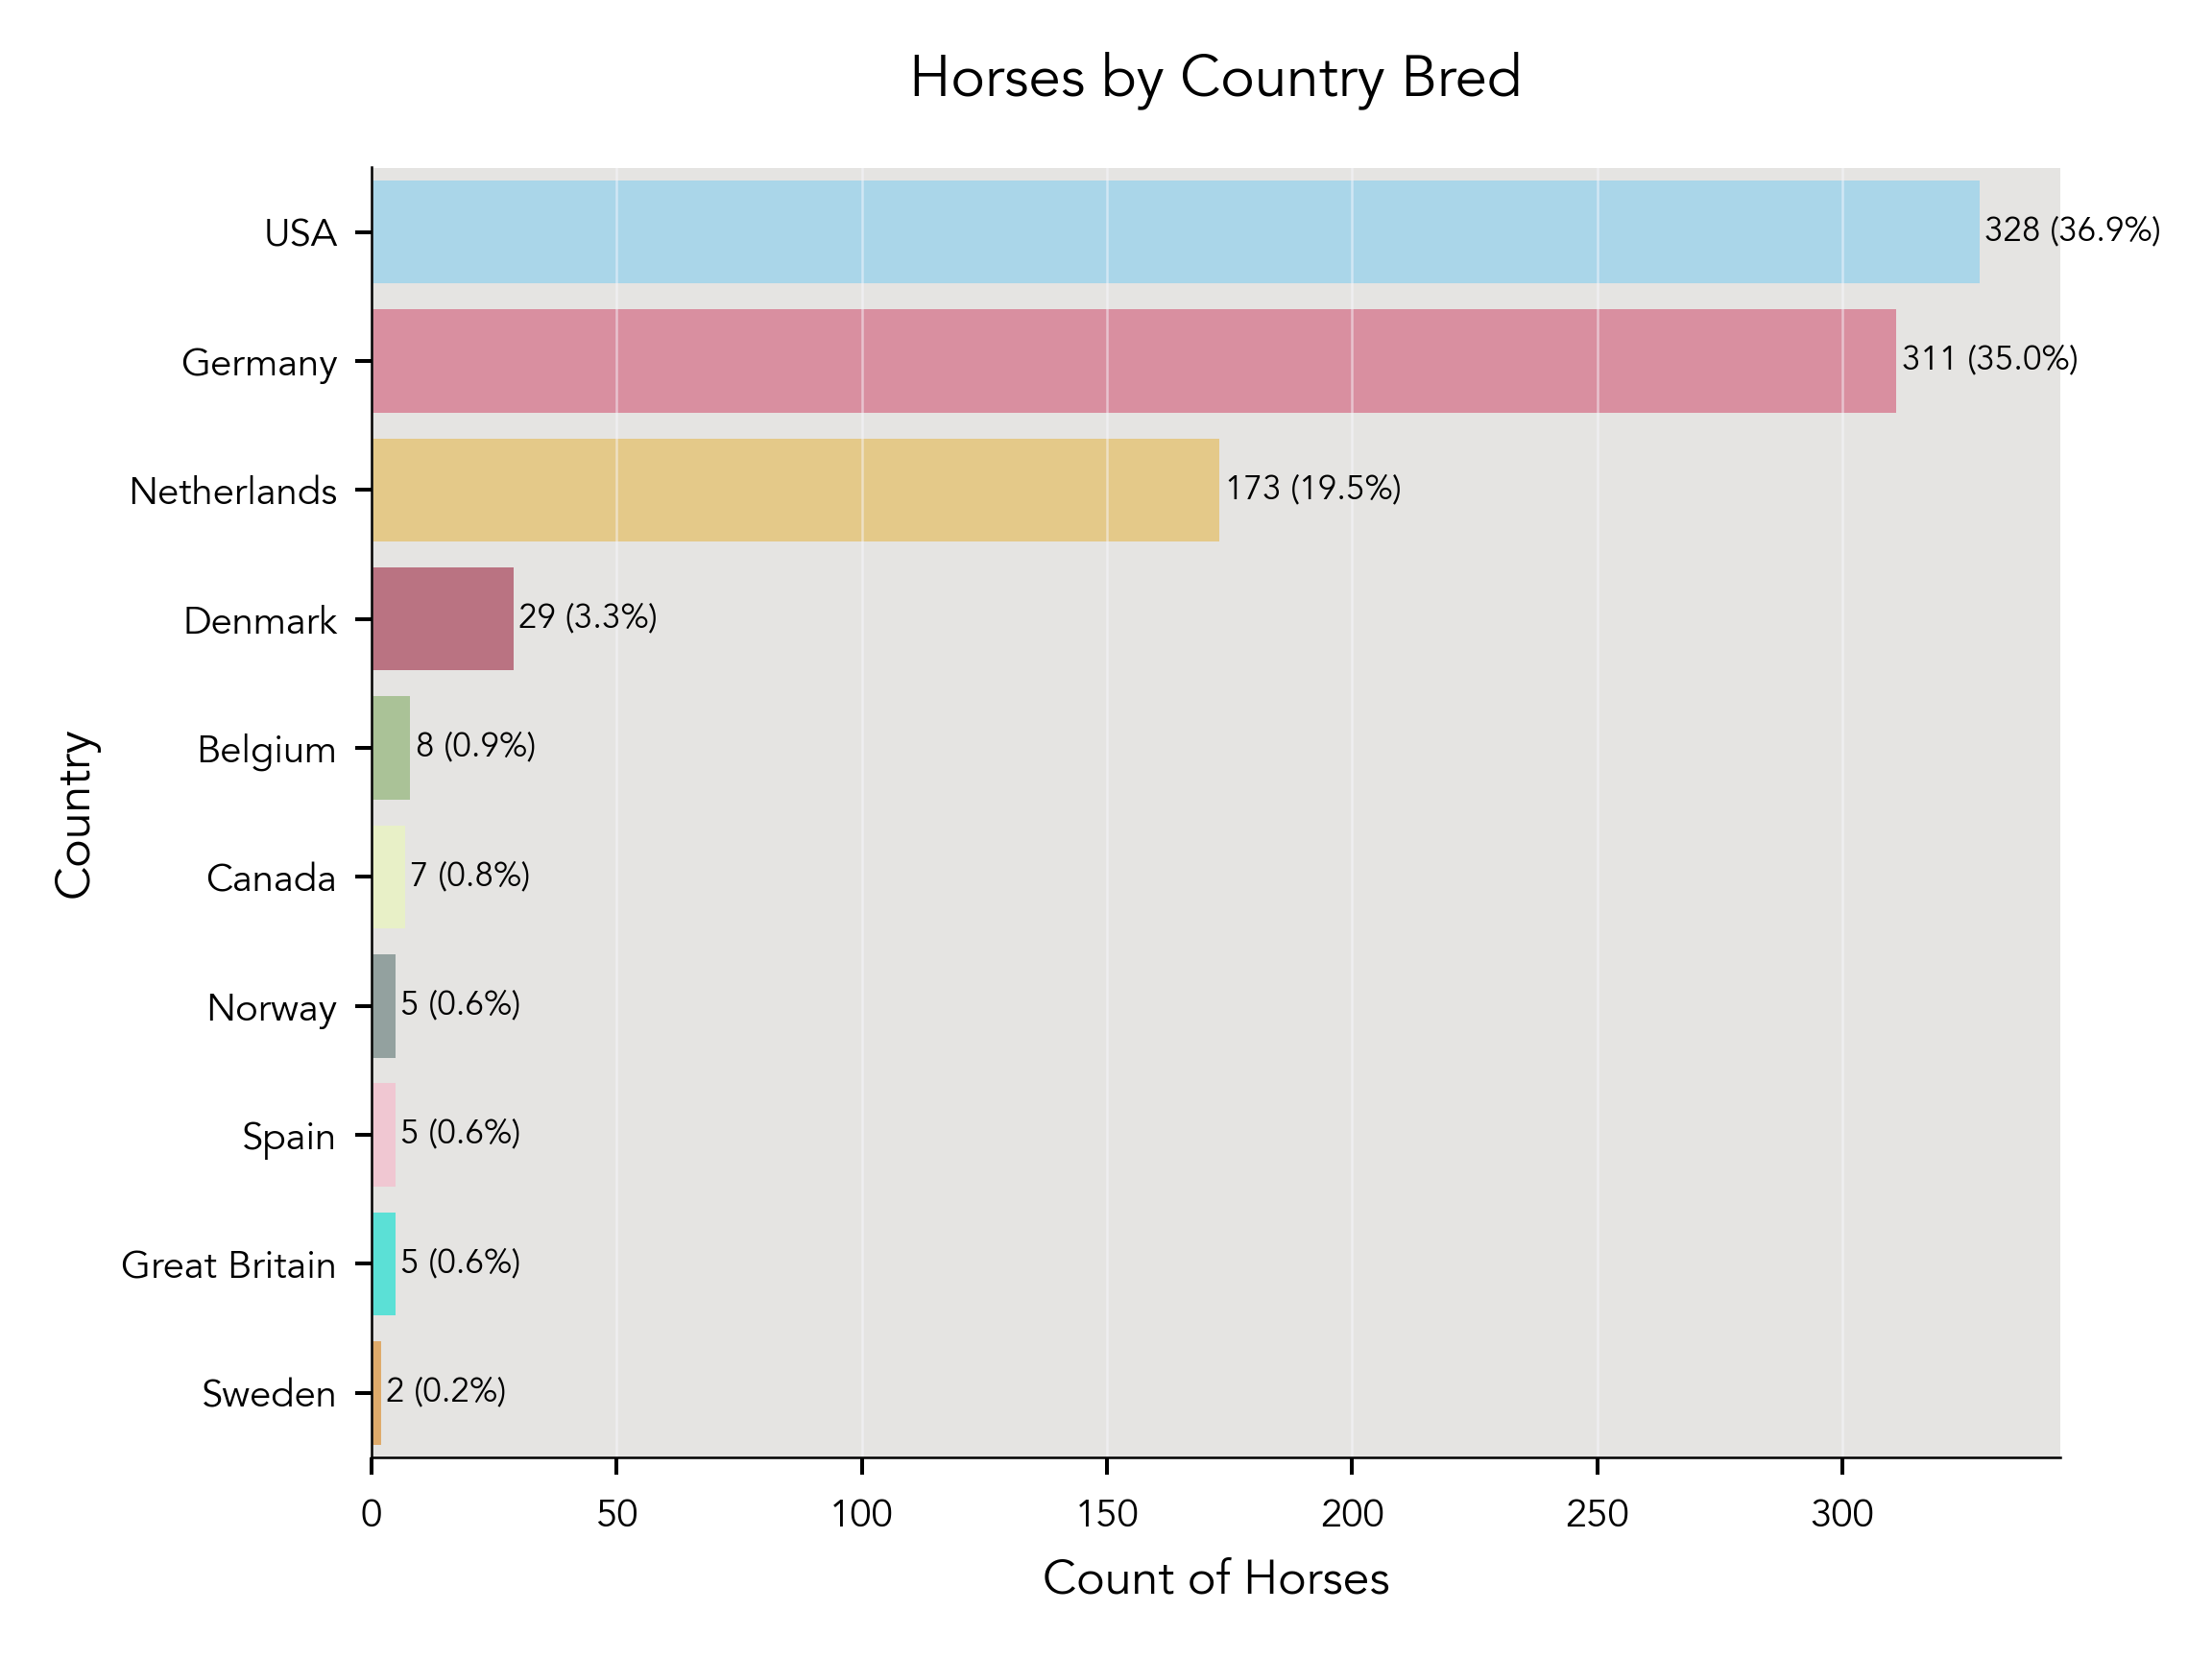 Horses by Country Bred
USA
328 (36.9%)
Germany
311 (35.0%)
Netherlands
173 (19.5%)
Denmark
29 (3.3%)
Belgium
8 (0.9%)
Canada
7 (0.8%)
Norway
5 (0.6%)
Spain
5 (0.6%)
Great Britain
5 (0.6%)
Sweden
2 (0.2%)
Country
0 50 100 150 200 250 300
Count of Horses